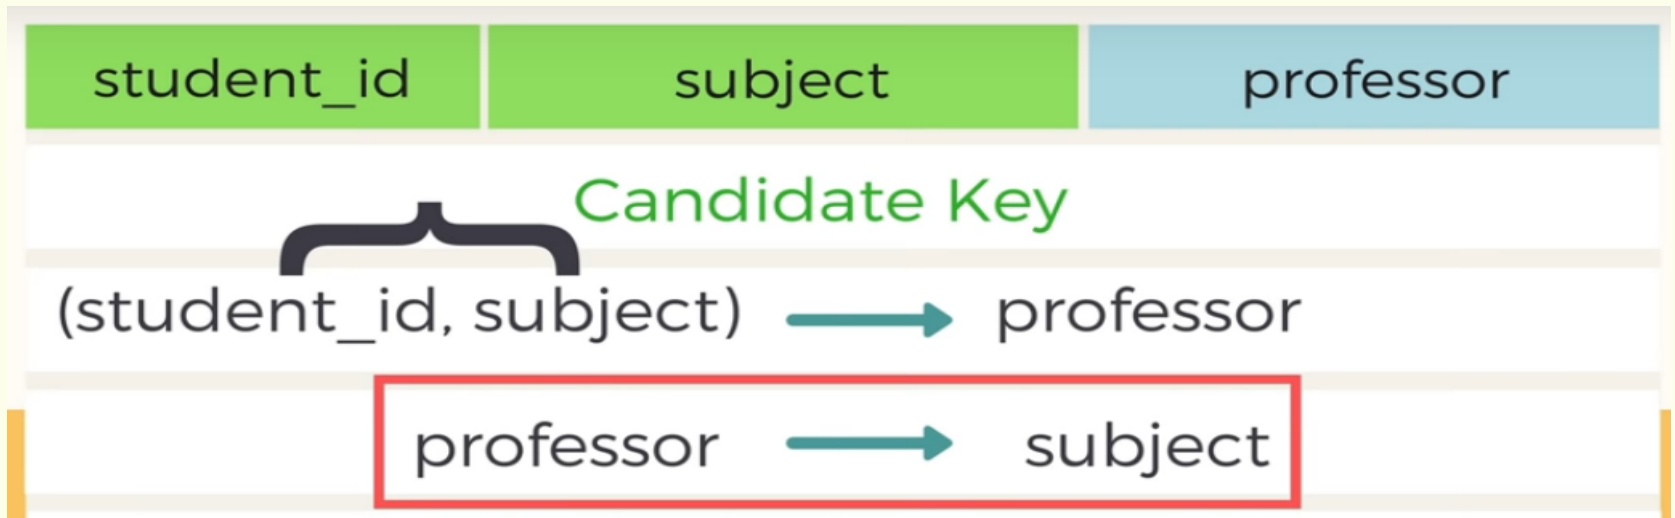 student_id subject professor
Candidate Key
(student_id, subject) → professor
professor → subject